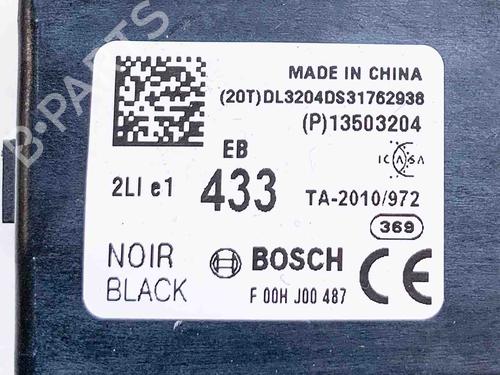 B-PARTS
MADE IN CHINA
(20T)DL3204DS31762938
(P)13503204
EB
ICASA
2LI e1
433
TA-2010/972
369
NOIR
BLACK
BOSCH
CE
F 00H J00 487